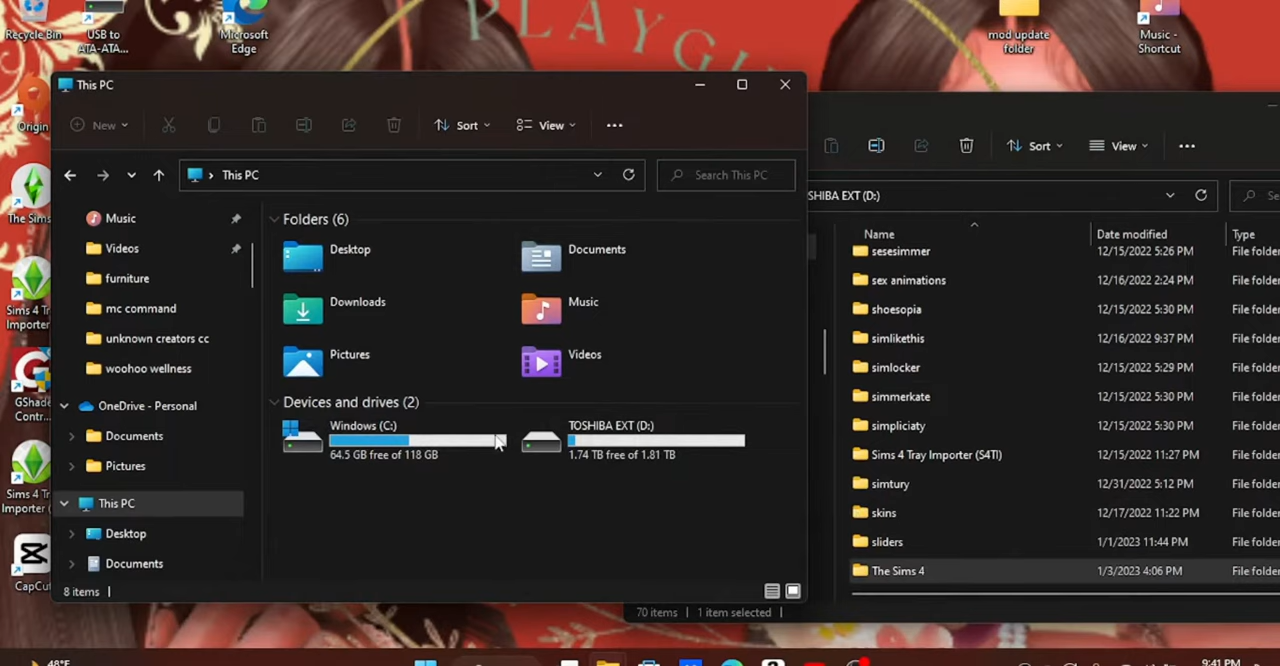 PLAYGI
Recycle Bin
USB to
ATA-ATA...
Microsoft
Edge
mod update
folder
Music -
Shortcut
Origin
The Sims
Sims 4 Tr
Importer
GShade
Contr...
Sims 4 Tr
Importer (
CapCut
This PC
New
Sort
View
This PC
Search This PC
Music
Videos
furniture
mc command
unknown creators cc
woohoo wellness
OneDrive - Personal
Documents
Pictures
This PC
Desktop
Documents
Folders (6)
Desktop
Documents
Downloads
Music
Pictures
Videos
Devices and drives (2)
Windows (C:)
64.5 GB free of 118 GB
TOSHIBA EXT (D:)
1.74 TB free of 1.81 TB
8 items
Sort
View
SHIBA EXT (D:)
Se
Name Date modified Type
sesesimmer 12/15/2022 5:26 PM File folder
sex animations 12/16/2022 2:24 PM File folder
shoesopia 12/15/2022 5:30 PM File folder
simlikethis 12/16/2022 9:37 PM File folder
simlocker 12/15/2022 5:29 PM File folder
simmerkate 12/15/2022 5:30 PM File folder
simpliciaty 12/15/2022 5:30 PM File folder
Sims 4 Tray Importer (S4TI) 12/15/2022 11:27 PM File folder
simtury 12/31/2022 5:12 PM File folder
skins 12/17/2022 11:22 PM File folder
sliders 1/1/2023 11:44 PM File folder
The Sims 4 1/3/2023 4:06 PM File folder
70 items 1 item selected
48°F
9:41 PM